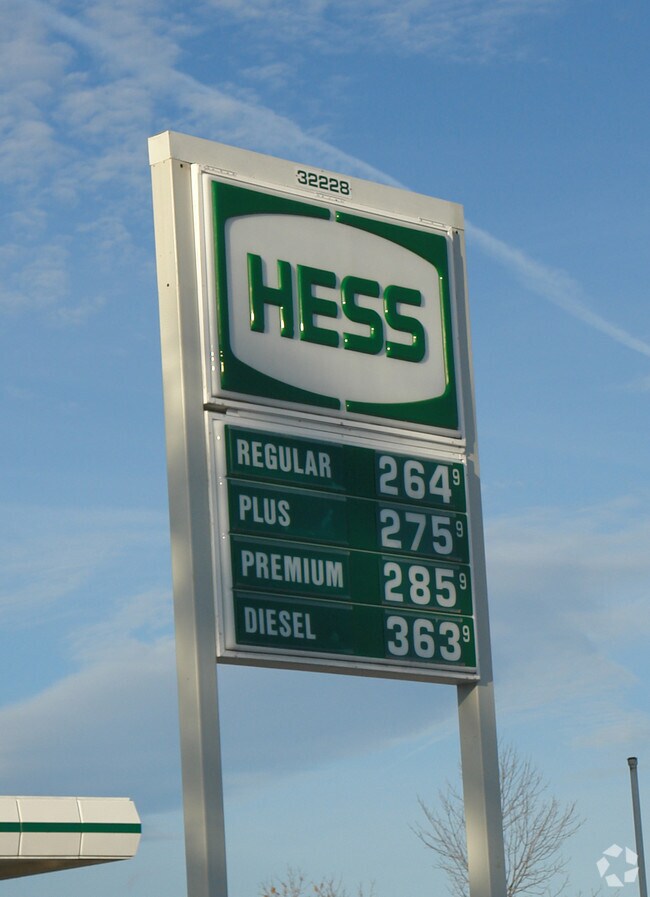 32228
HESS
REGULAR 264 9
PLUS 275 9
PREMIUM 285 9
DIESEL 363 9